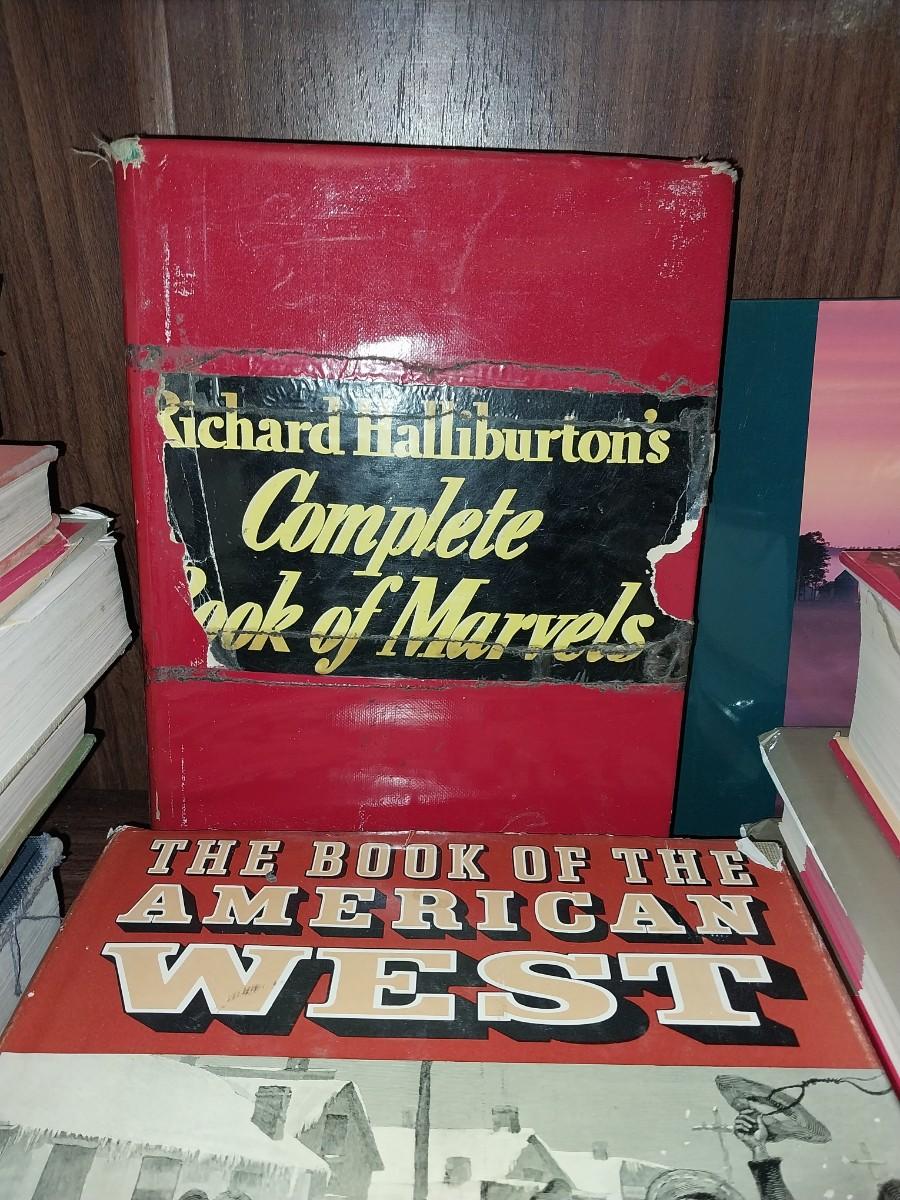 Richard Halliburton's
Complete
Book of Marvels
THE BOOK OF THE
AMERICAN
WEST